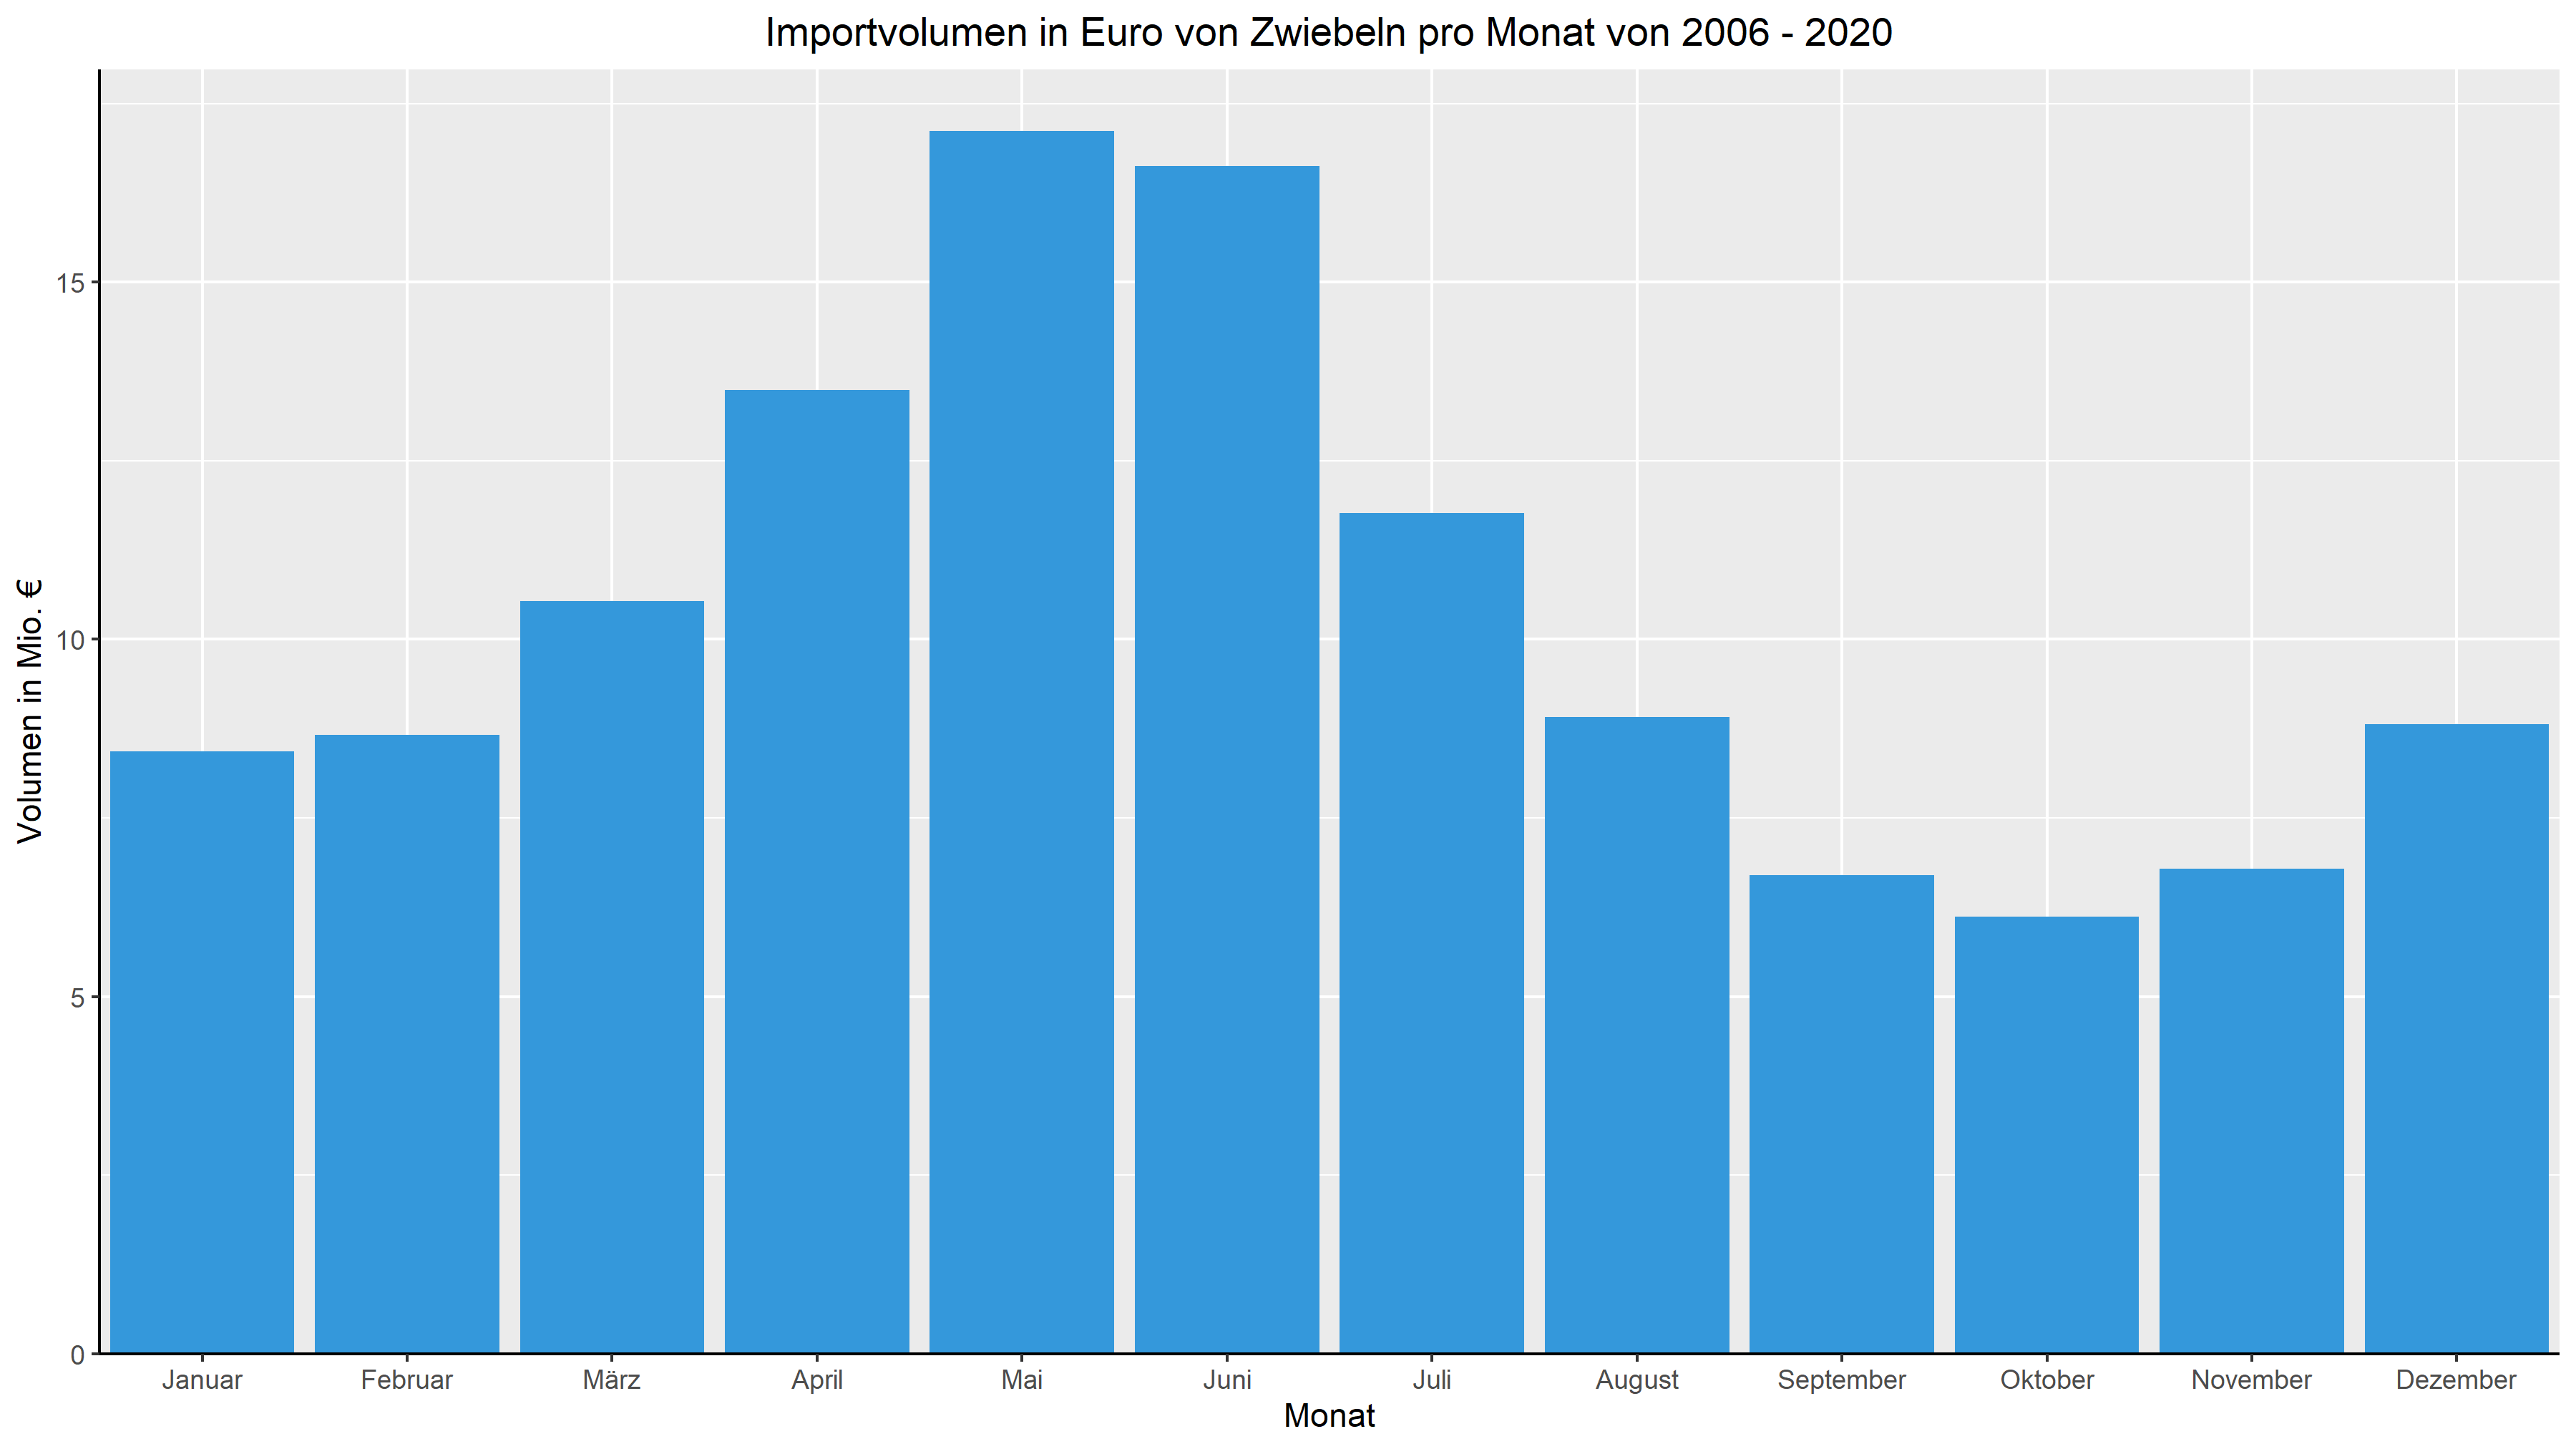 Importvolumen in Euro von Zwiebeln pro Monat von 2006 - 2020
Volumen in Mio. €
15
10
5
0
Januar Februar März April Mai Juni Juli August September Oktober November Dezember
Monat